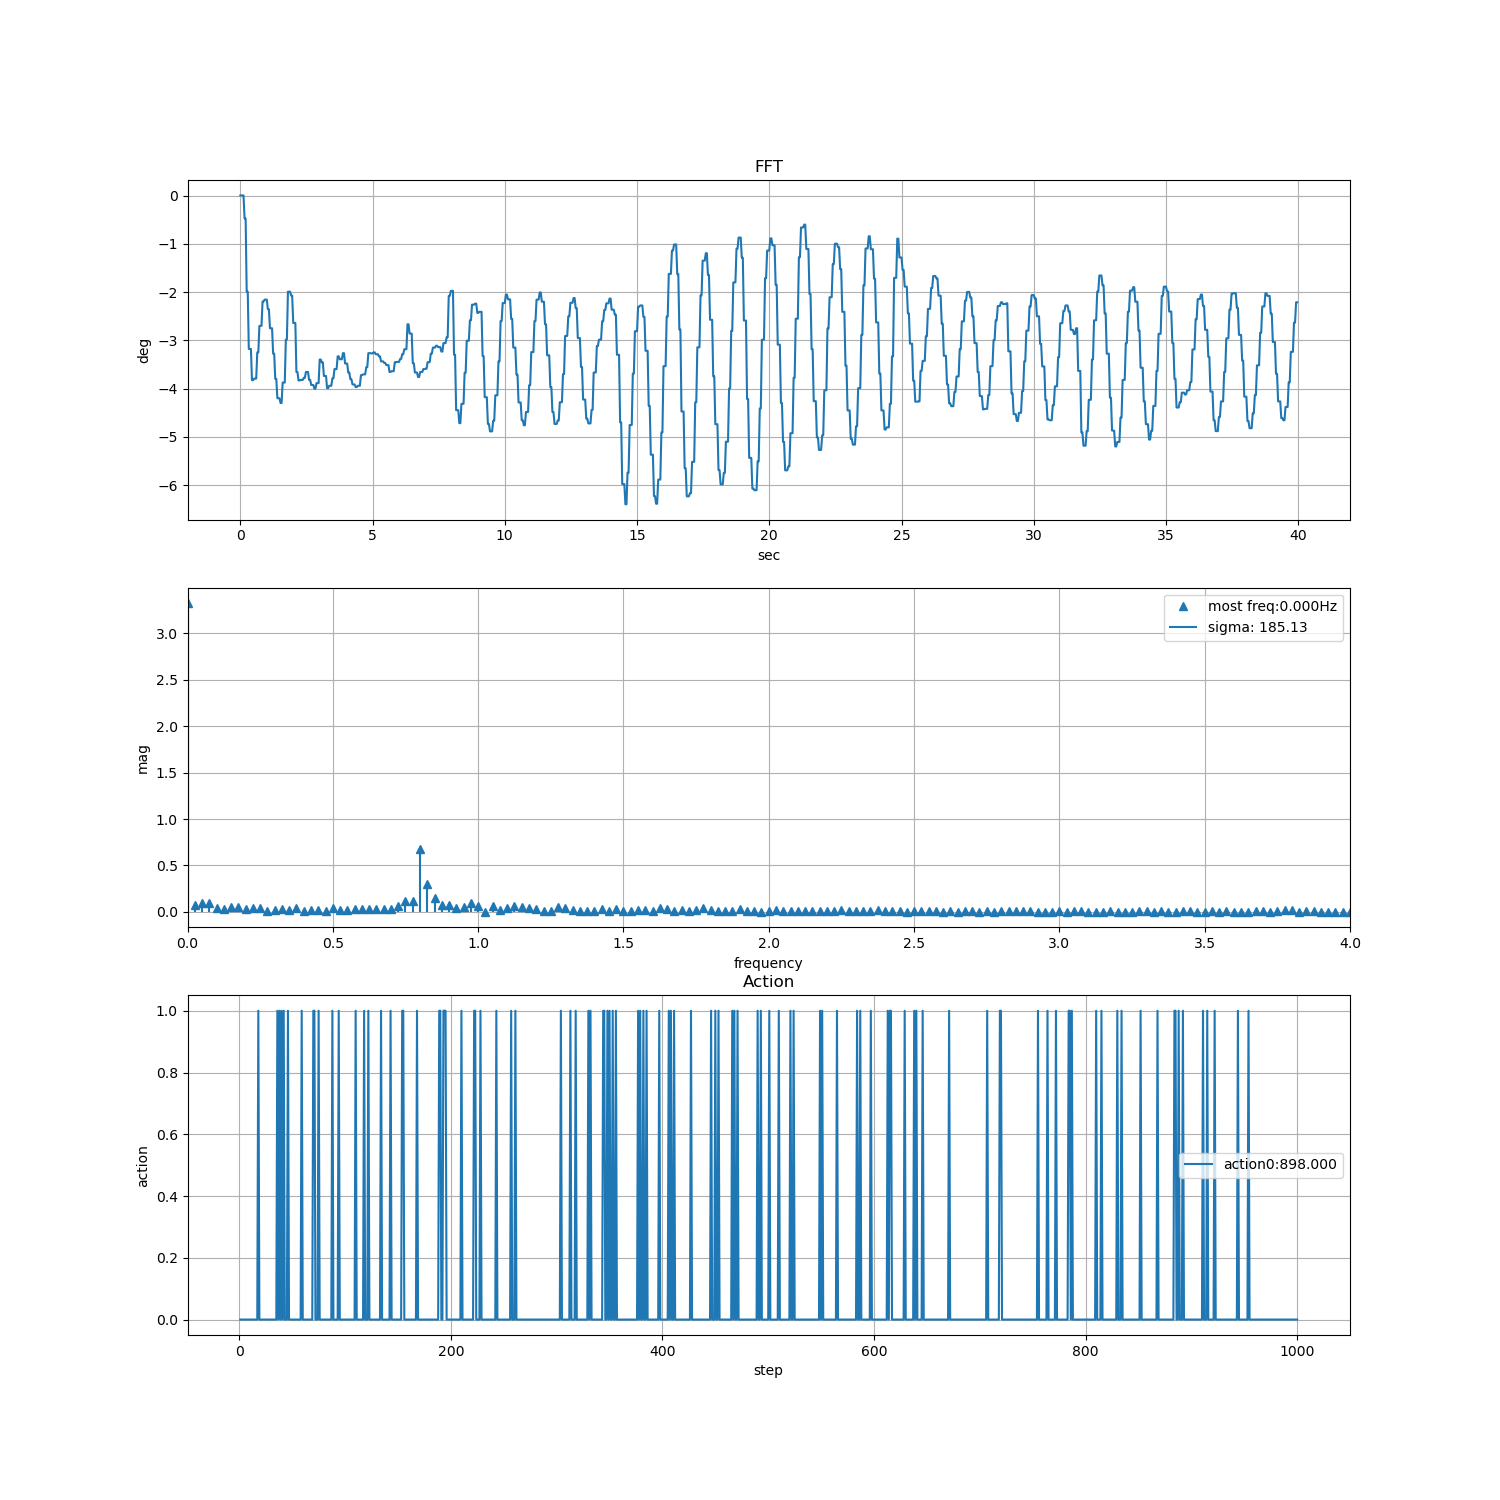 FFT
0
−1
−2
−3
−4
−5
−6
deg
0 5 10 15 20 25 30 35 40
sec
most freq:0.000Hz
sigma: 185.13
3.0
2.5
2.0
1.5
1.0
0.5
0.0
mag
0.0 0.5 1.0 1.5 2.0 2.5 3.0 3.5 4.0
frequency
Action
1.0
0.8
0.6
0.4
0.2
0.0
action
action0:898.000
0 200 400 600 800 1000
step